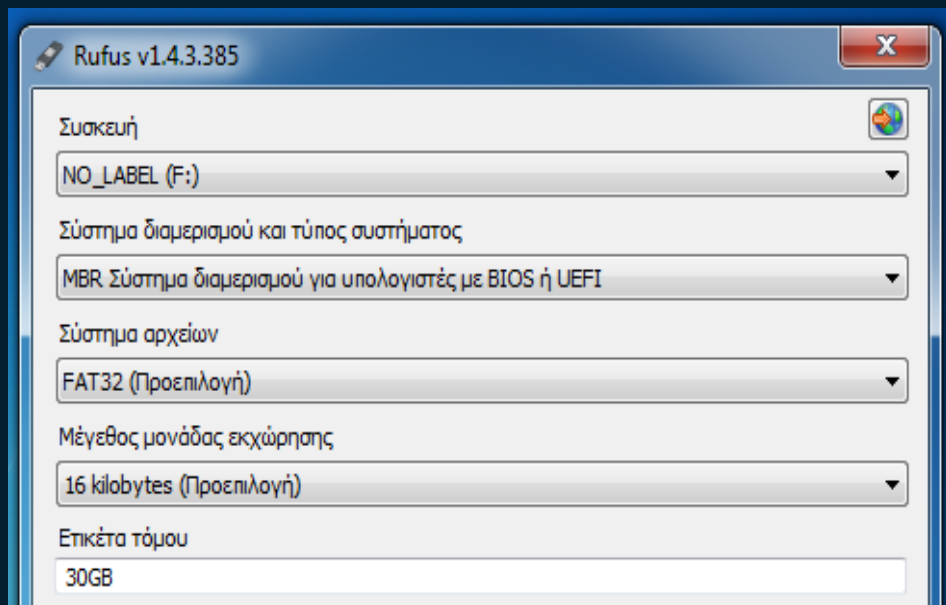 Rufus v1.4.3.385
Συσκευή
NO_LABEL (F:)
Σύστημα διαμερισμού και τύπος συστήματος
MBR Σύστημα διαμερισμού για υπολογιστές με BIOS ή UEFI
Σύστημα αρχείων
FAT32 (Προεπιλογή)
Μέγεθος μονάδας εκχώρησης
16 kilobytes (Προεπιλογή)
Ετικέτα τόμου
30GB